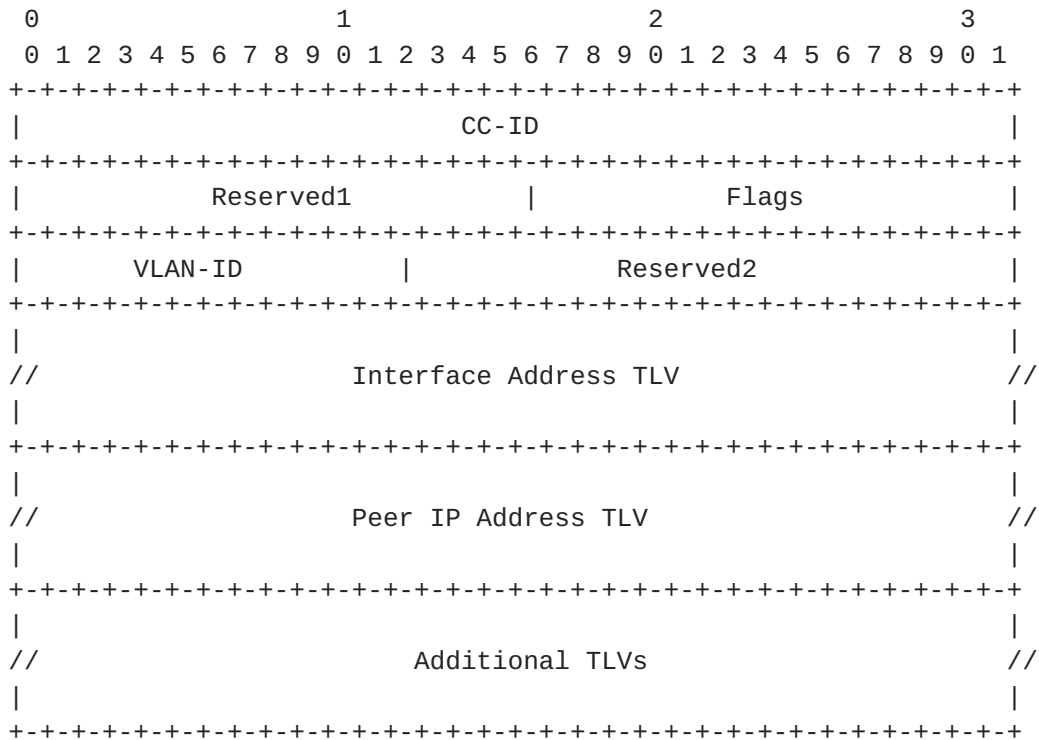 0                   1                   2                   3
0 1 2 3 4 5 6 7 8 9 0 1 2 3 4 5 6 7 8 9 0 1 2 3 4 5 6 7 8 9 0 1
+-+-+-+-+-+-+-+-+-+-+-+-+-+-+-+-+-+-+-+-+-+-+-+-+-+-+-+-+-+-+-+-+
|                            CC-ID                              |
+-+-+-+-+-+-+-+-+-+-+-+-+-+-+-+-+-+-+-+-+-+-+-+-+-+-+-+-+-+-+-+-+
|            Reserved1           |            Flags             |
+-+-+-+-+-+-+-+-+-+-+-+-+-+-+-+-+-+-+-+-+-+-+-+-+-+-+-+-+-+-+-+-+
|       VLAN-ID          |             Reserved2                |
+-+-+-+-+-+-+-+-+-+-+-+-+-+-+-+-+-+-+-+-+-+-+-+-+-+-+-+-+-+-+-+-+
|                                                               |
//                    Interface Address TLV                     //
|                                                               |
+-+-+-+-+-+-+-+-+-+-+-+-+-+-+-+-+-+-+-+-+-+-+-+-+-+-+-+-+-+-+-+-+
|                                                               |
//                    Peer IP Address TLV                       //
|                                                               |
+-+-+-+-+-+-+-+-+-+-+-+-+-+-+-+-+-+-+-+-+-+-+-+-+-+-+-+-+-+-+-+-+
|                                                               |
//                        Additional TLVs                       //
|                                                               |
+-+-+-+-+-+-+-+-+-+-+-+-+-+-+-+-+-+-+-+-+-+-+-+-+-+-+-+-+-+-+-+-+